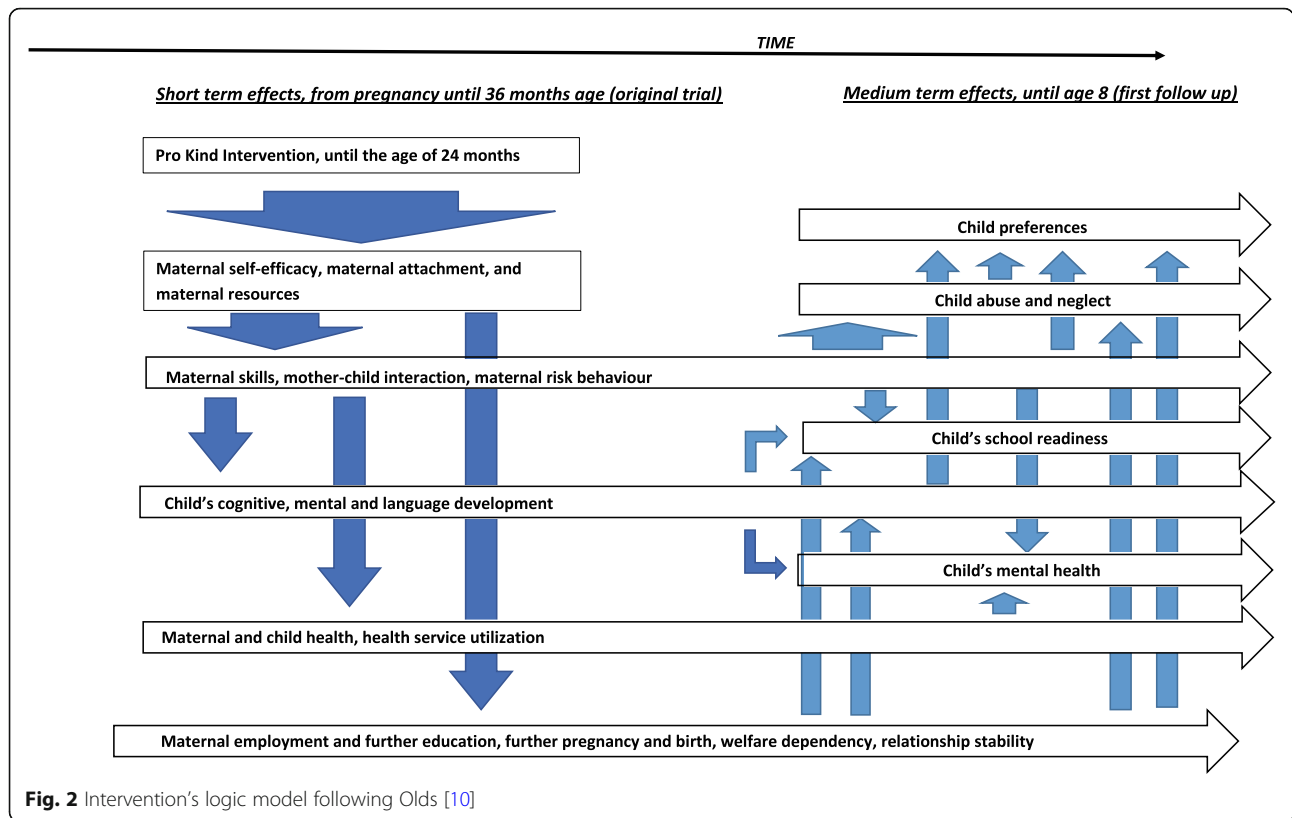 TIME
Short term effects, from pregnancy until 36 months age (original trial)
Medium term effects, until age 8 (first follow up)
Pro Kind Intervention, until the age of 24 months
Child preferences
Maternal self-efficacy, maternal attachment, and
maternal resources
Child abuse and neglect
Maternal skills, mother-child interaction, maternal risk behaviour
Child's school readiness
Child's cognitive, mental and language development
Child's mental health
Maternal and child health, health service utilization
Maternal employment and further education, further pregnancy and birth, welfare dependency, relationship stability
Fig. 2 Intervention's logic model following Olds [10]